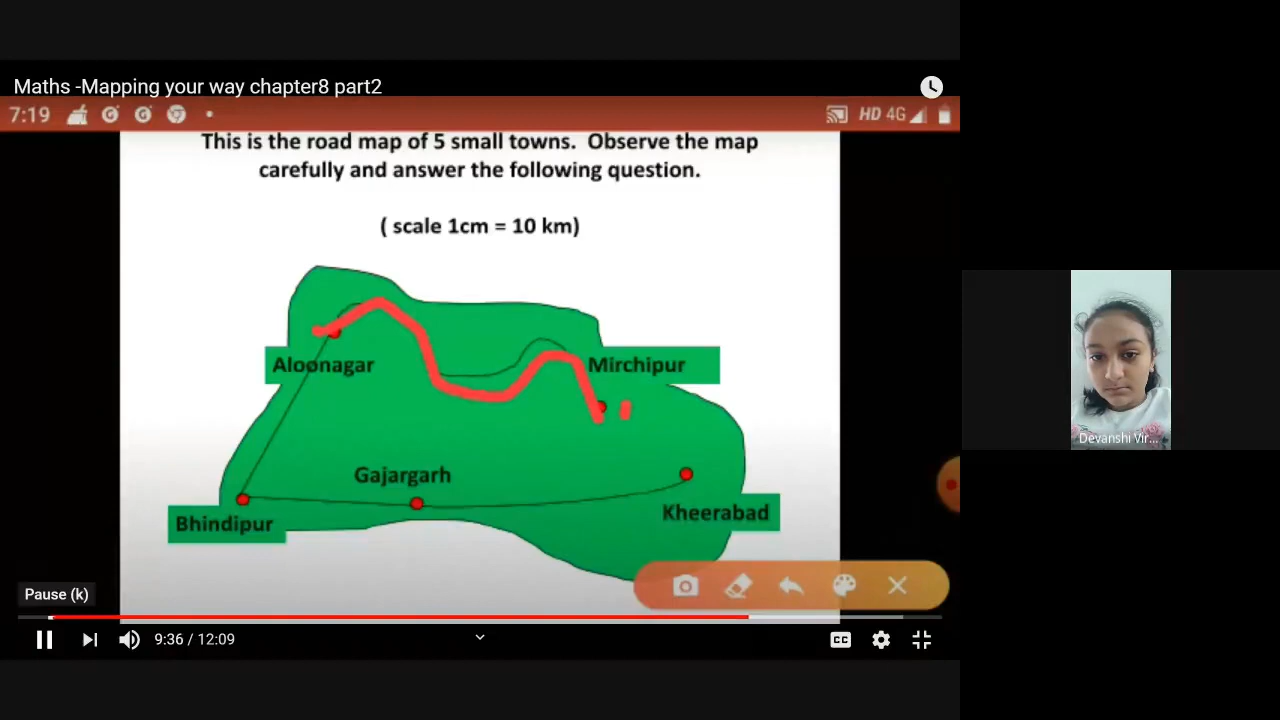 Maths -Mapping your way chapter8 part2
7:19
HD 4G
This is the road map of 5 small towns. Observe the map
carefully and answer the following question.
( scale 1cm = 10 km)
Aloonagar
Mirchipur
Gajargarh
Kheerabad
Bhindipur
Devanshi Vir...
Pause (k)
9:36 / 12:09
CC